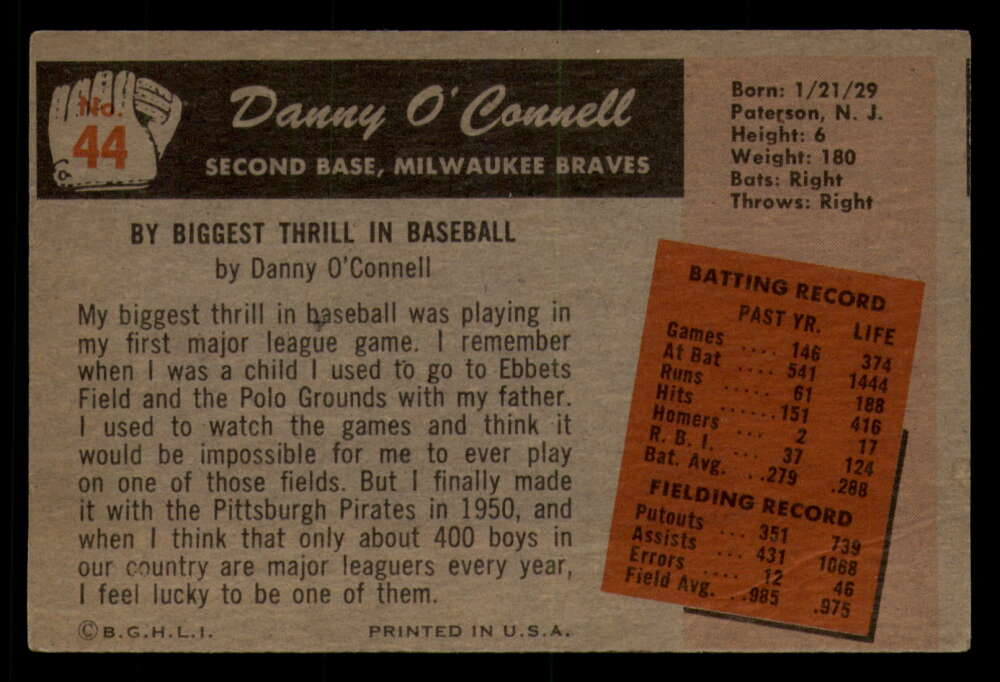 No.
44
Danny O'Connell
SECOND BASE, MILWAUKEE BRAVES
Born: 1/21/29
Paterson, N. J.
Height: 6
Weight: 180
Bats: Right
Throws: Right
BY BIGGEST THRILL IN BASEBALL
by Danny O'Connell
My biggest thrill in baseball was playing in
my first major league game. I remember
when I was a child I used to go to Ebbets
Field and the Polo Grounds with my father.
I used to watch the games and think it
would be impossible for me to ever play
on one of those fields. But I finally made
it with the Pittsburgh Pirates in 1950, and
when I think that only about 400 boys in
our country are major leaguers every year,
I feel lucky to be one of them.
BATTING RECORD
PAST YR. LIFE
Games .... 146 374
At Bat .... 541 1444
Runs ..... 61 188
Hits ......151 416
Homers ... 2 17
R. B. I. ... 37 124
Bat. Avg. ..279 .288
FIELDING RECORD
Putouts ... 351 739
Assists ... 431 1068
Errors .... 12 46
Field Avg. ..985 .975
©B.G.H.L.I.
PRINTED IN U.S.A.